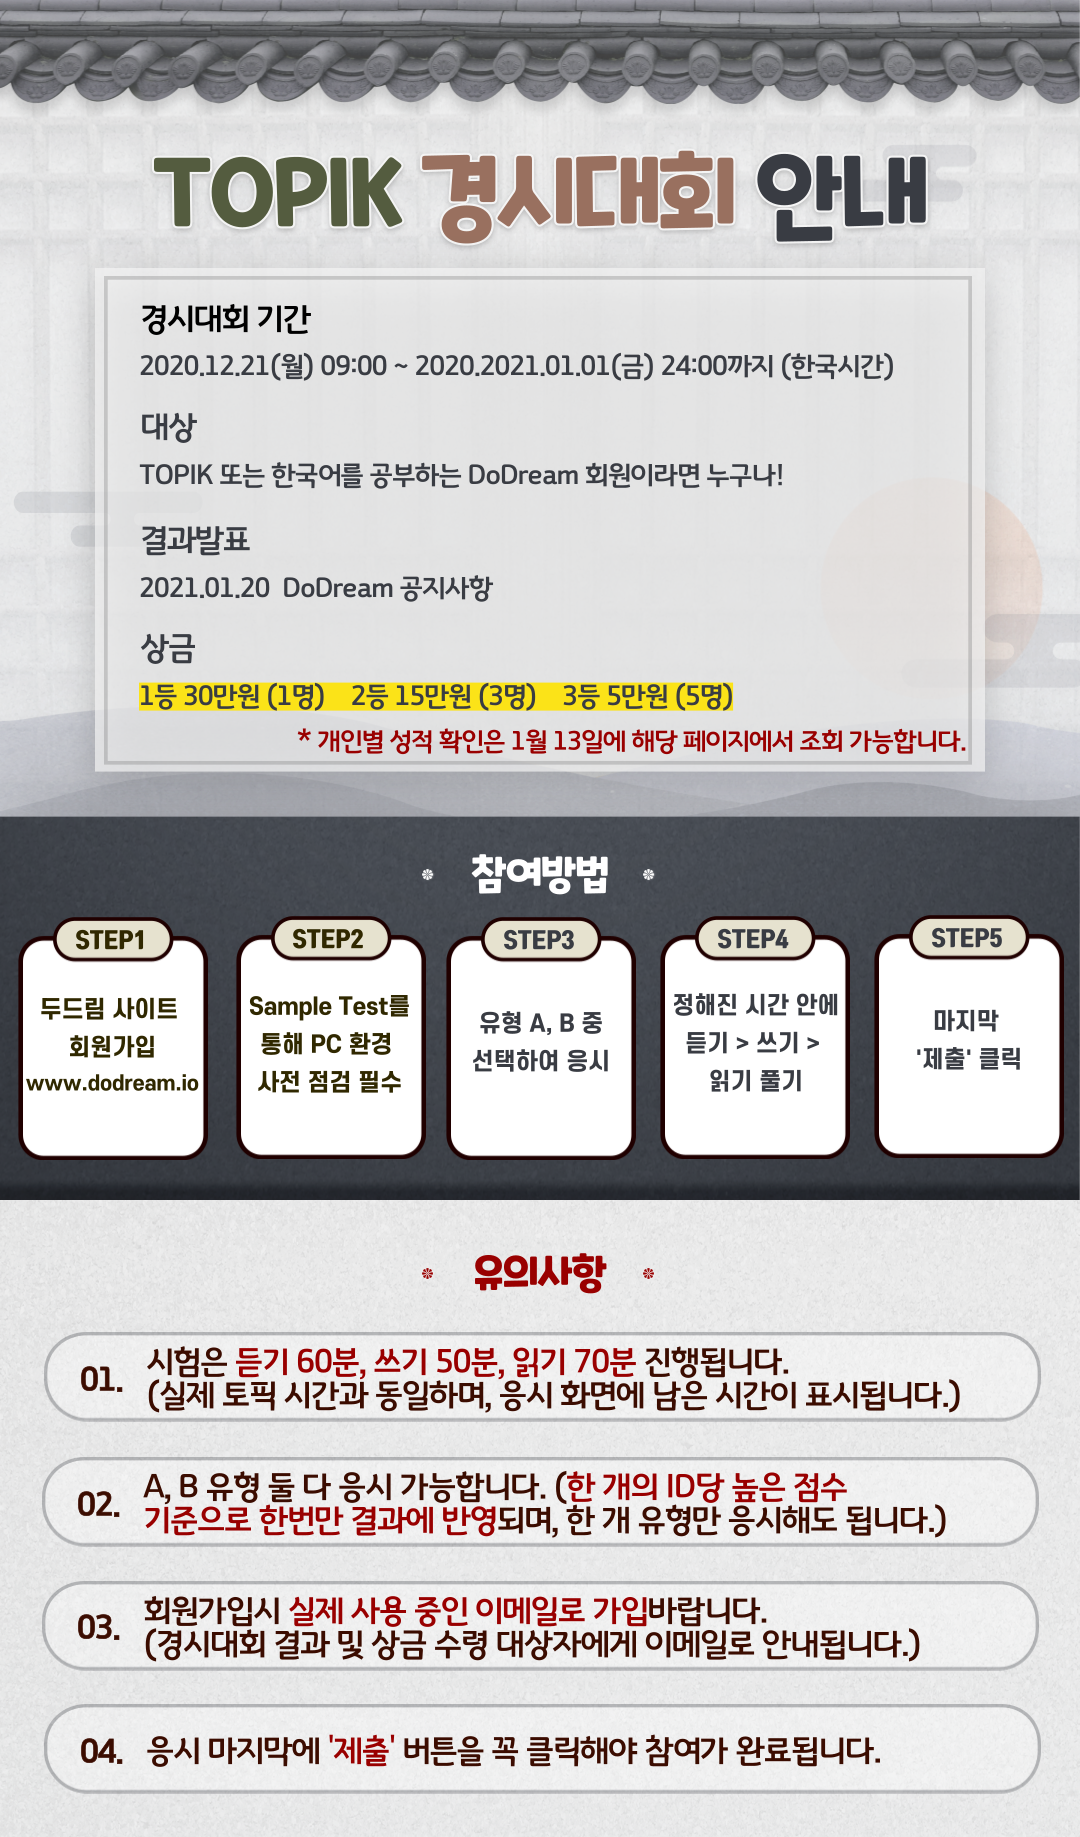 TOPIK 경시대회 안내
경시대회 기간
2020.12.21(월) 09:00 ~ 2020.2021.01.01(금) 24:00까지 (한국시간)
대상
TOPIK 또는 한국어를 공부하는 DoDream 회원이라면 누구나!
결과발표
2021.01.20 DoDream 공지사항
상금
1등 30만원 (1명) 2등 15만원 (3명) 3등 5만원 (5명)
* 개인별 성적 확인은 1월 13일에 해당 페이지에서 조회 가능합니다.
참여방법
STEP1
두드림 사이트
회원가입
www.dodream.io
STEP2
Sample Test를
통해 PC 환경
사전 점검 필수
STEP3
유형 A, B 중
선택하여 응시
STEP4
정해진 시간 안에
듣기 > 쓰기 >
읽기 풀기
STEP5
마지막
'제출' 클릭
유의사항
01. 시험은 듣기 60분, 쓰기 50분, 읽기 70분 진행됩니다.
(실제 토픽 시간과 동일하며, 응시 화면에 남은 시간이 표시됩니다.)
02. A, B 유형 둘 다 응시 가능합니다. (한 개의 ID당 높은 점수
기준으로 한번만 결과에 반영되며, 한 개 유형만 응시해도 됩니다.)
03. 회원가입시 실제 사용 중인 이메일로 가입바랍니다.
(경시대회 결과 및 상금 수령 대상자에게 이메일로 안내됩니다.)
04. 응시 마지막에 '제출' 버튼을 꼭 클릭해야 참여가 완료됩니다.